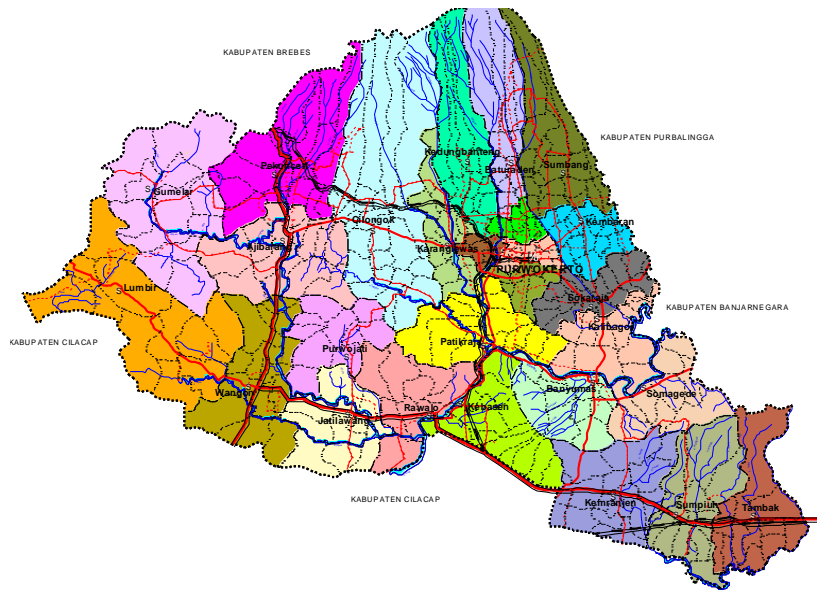 KABUPATEN BREBES
KABUPATEN PURBALINGGA
Kedungbanteng
Pekuncen
Baturaden
Sumbang
Gumelar
Cilongok
Kembaran
Ajibarang
Karanglewas
PURWOKERTO
Lumbir
Sokaraja
KABUPATEN BANJARNEGARA
Kalibagor
KABUPATEN CILACAP
Purwojati
Patikraja
Wangon
Banyumas
Somagede
Rawalo
Kebasen
Jatilawang
KABUPATEN CILACAP
Kemranjen
Sumpiuh
Tambak